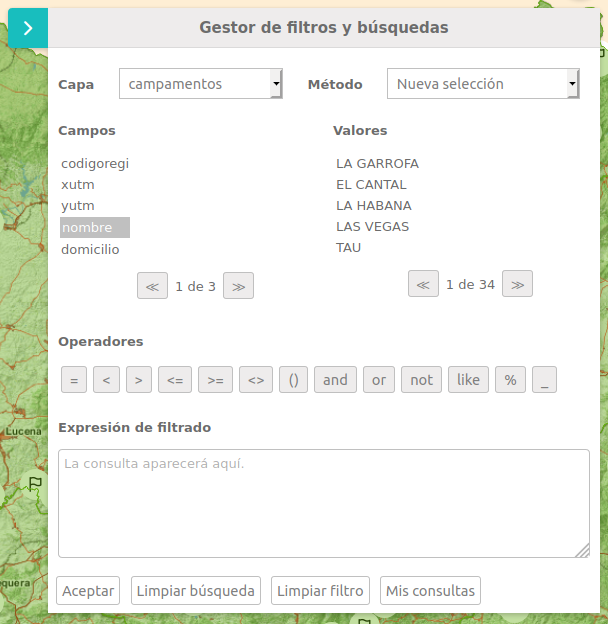 Gestor de filtros y búsquedas
Capa campamentos Método Nueva selección
Campos Valores
codigoregi LA GARROFA
xutm EL CANTAL
yutm LA HABANA
nombre LAS VEGAS
domicilio TAU
≪ 1 de 3 ≫ ≪ 1 de 34 ≫
Operadores
= < > <= >= <> () and or not like % _
Expresión de filtrado
La consulta aparecerá aquí.
Lucena
quera
Aceptar Limpiar búsqueda Limpiar filtro Mis consultas